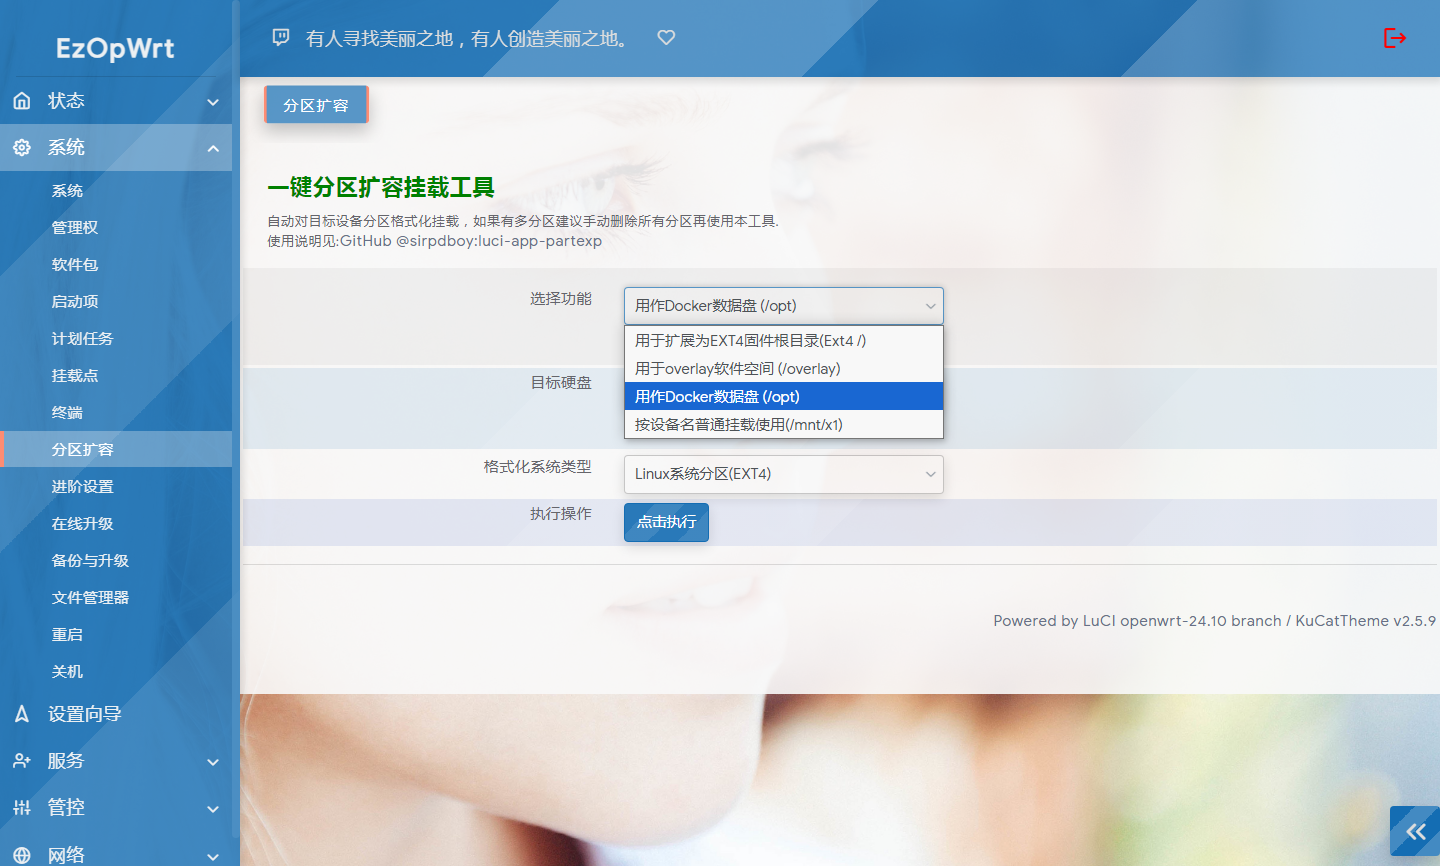 EzOpWrt
有人寻找美丽之地，有人创造美丽之地。
状态
系统
系统
管理权
软件包
启动项
计划任务
挂载点
终端
分区扩容
进阶设置
在线升级
备份与升级
文件管理器
重启
关机
设置向导
服务
管控
网络
分区扩容
一键分区扩容挂载工具
自动对目标设备分区格式化挂载，如果有多分区建议手动删除所有分区再使用本工具.
使用说明见:GitHub @sirpdboy:luci-app-partexp
选择功能
用作Docker数据盘 (/opt)
用于扩展为EXT4固件根目录(Ext4 /)
用于overlay软件空间 (/overlay)
用作Docker数据盘 (/opt)
按设备名普通挂载使用(/mnt/x1)
目标硬盘
格式化系统类型
Linux系统分区(EXT4)
执行操作
点击执行
Powered by LuCI openwrt-24.10 branch / KuCatTheme v2.5.9